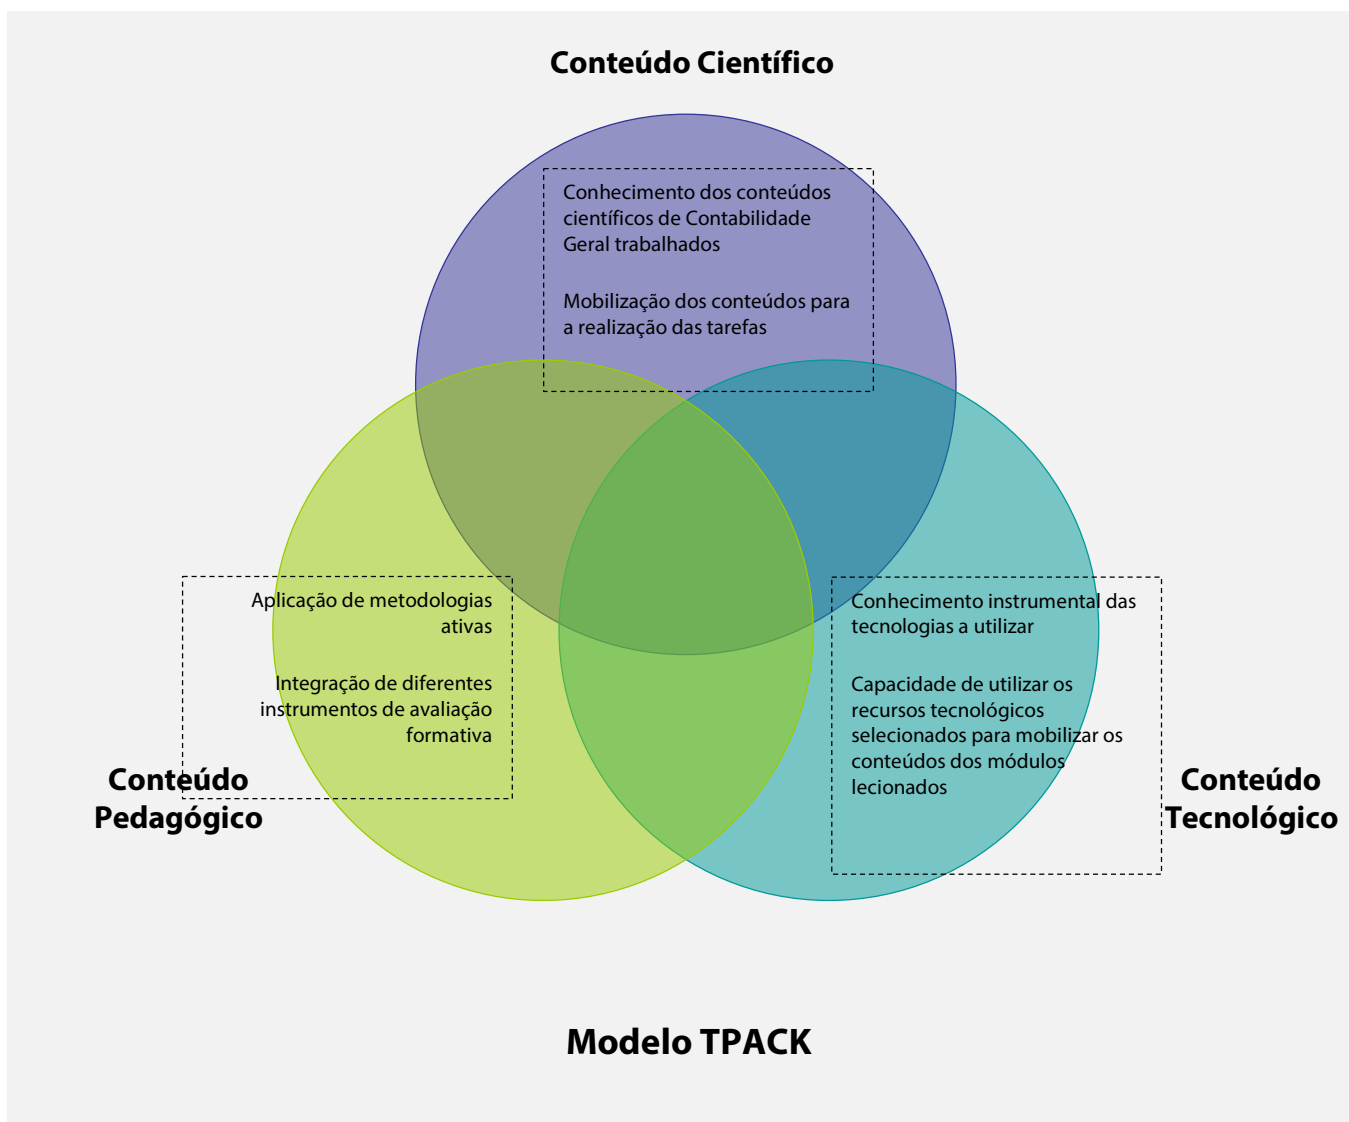 Conteúdo Científico
Conhecimento dos conteúdos
científicos de Contabilidade
Geral trabalhados
Mobilização dos conteúdos para
a realização das tarefas
Aplicação de metodologias
ativas
Integração de diferentes
instrumentos de avaliação
formativa
Conteúdo
Pedagógico
Conhecimento instrumental das
tecnologias a utilizar
Capacidade de utilizar os
recursos tecnológicos
selecionados para mobilizar os
conteúdos dos módulos
lecionados
Conteúdo
Tecnológico
Modelo TPACK